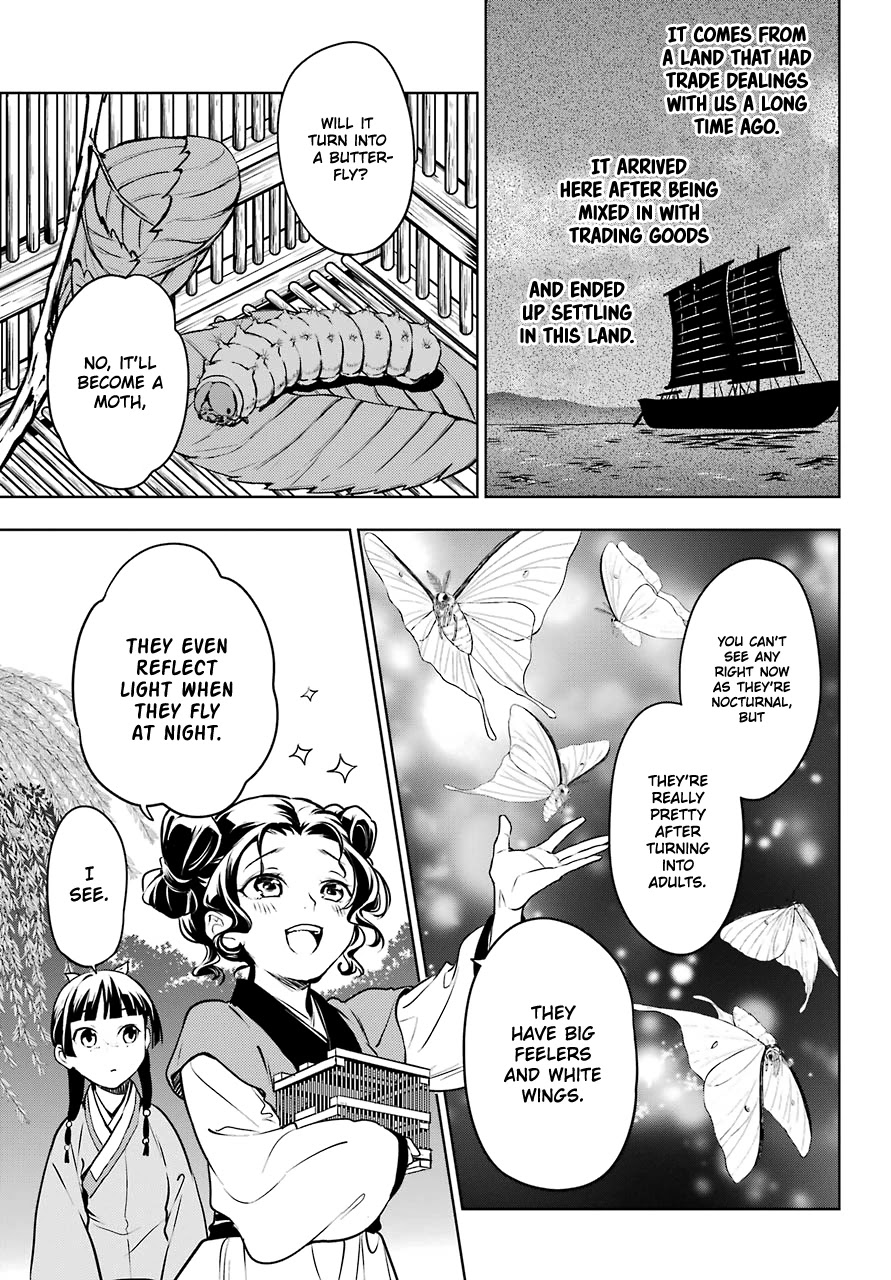 IT COMES FROM
A LAND THAT HAD
TRADE DEALINGS
WITH US A LONG
TIME AGO.
IT ARRIVED
HERE AFTER BEING
MIXED IN WITH
TRADING GOODS
AND ENDED
UP SETTLING
IN THIS LAND.
WILL IT
TURN INTO
A BUTTER-
FLY?
NO, IT'LL
BECOME A
MOTH,
YOU CAN'T
SEE ANY
RIGHT NOW
AS THEY'RE
NOCTURNAL,
BUT
THEY'RE
REALLY
PRETTY
AFTER
TURNING
INTO
ADULTS.
THEY
HAVE BIG
FEELERS
AND WHITE
WINGS.
THEY EVEN
REFLECT
LIGHT WHEN
THEY FLY
AT NIGHT.
I
SEE.